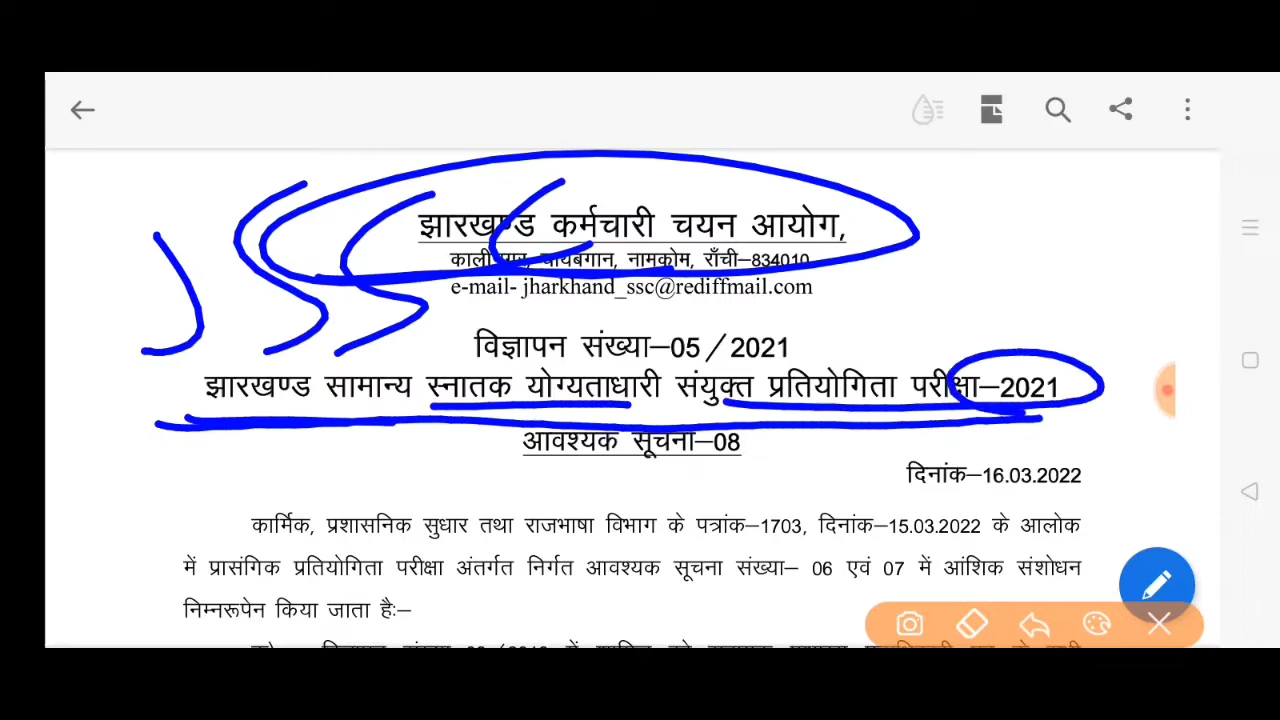 झारखण्ड कर्मचारी चयन आयोग,
काली नगर, चायबगान, नामकोम, राँची–834010
e-mail- jharkhand_ssc@rediffmail.com
JSSC
विज्ञापन संख्या–05/2021
झारखण्ड सामान्य स्नातक योग्यताधारी संयुक्त प्रतियोगिता परीक्षा–2021
आवश्यक सूचना–08
दिनांक–16.03.2022
कार्मिक, प्रशासनिक सुधार तथा राजभाषा विभाग के पत्रांक–1703, दिनांक–15.03.2022 के आलोक
में प्रासंगिक प्रतियोगिता परीक्षा अंतर्गत निर्गत आवश्यक सूचना संख्या– 06 एवं 07 में आंशिक संशोधन
निम्नरूपेन किया जाता है:–